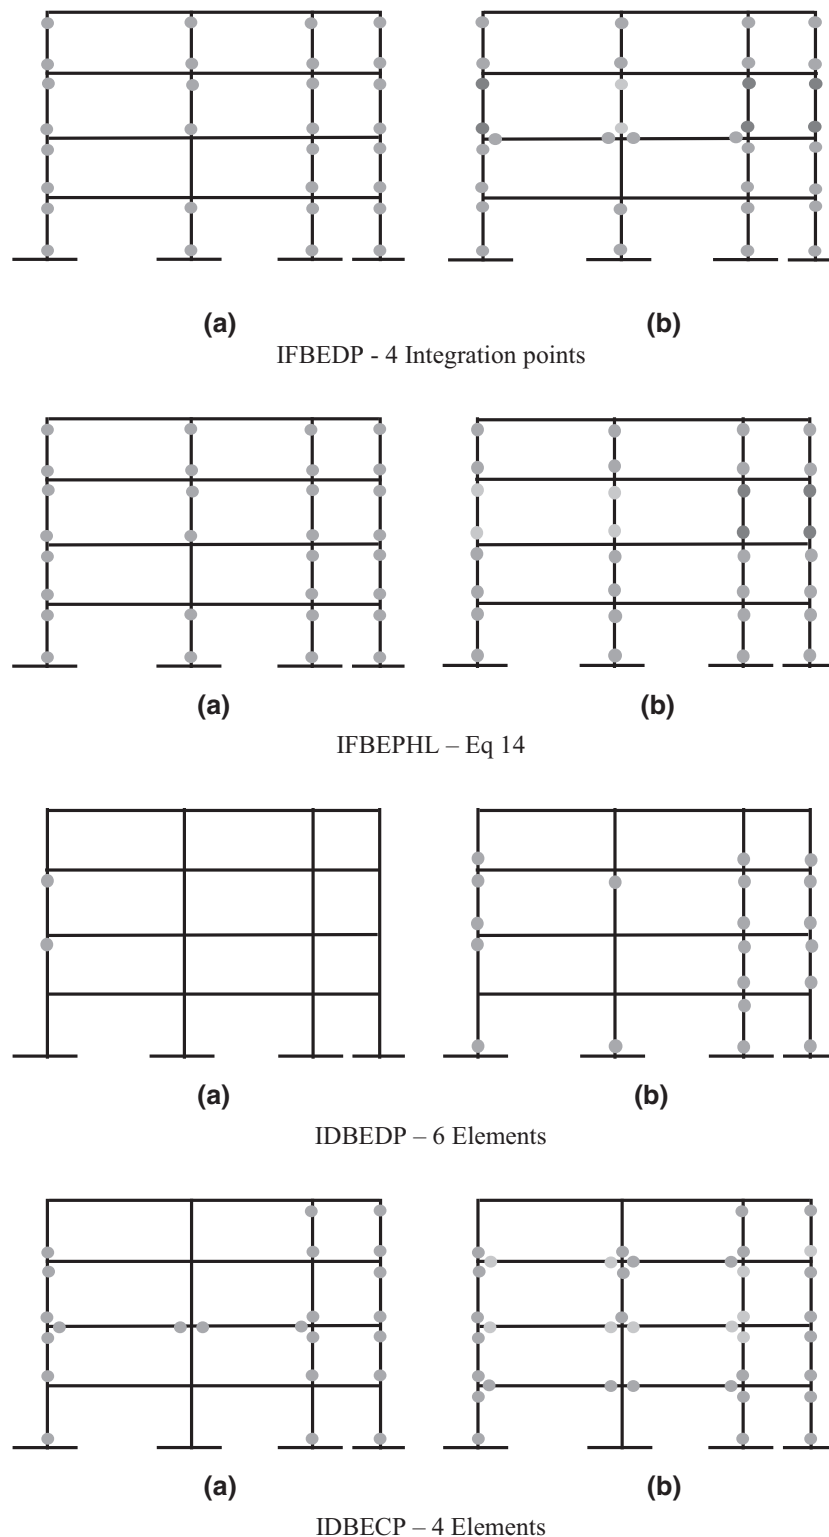 (a) (b)
IFBEDP - 4 Integration points
(a) (b)
IFBEPHL – Eq 14
(a) (b)
IDBEDP – 6 Elements
(a) (b)
IDBECP – 4 Elements